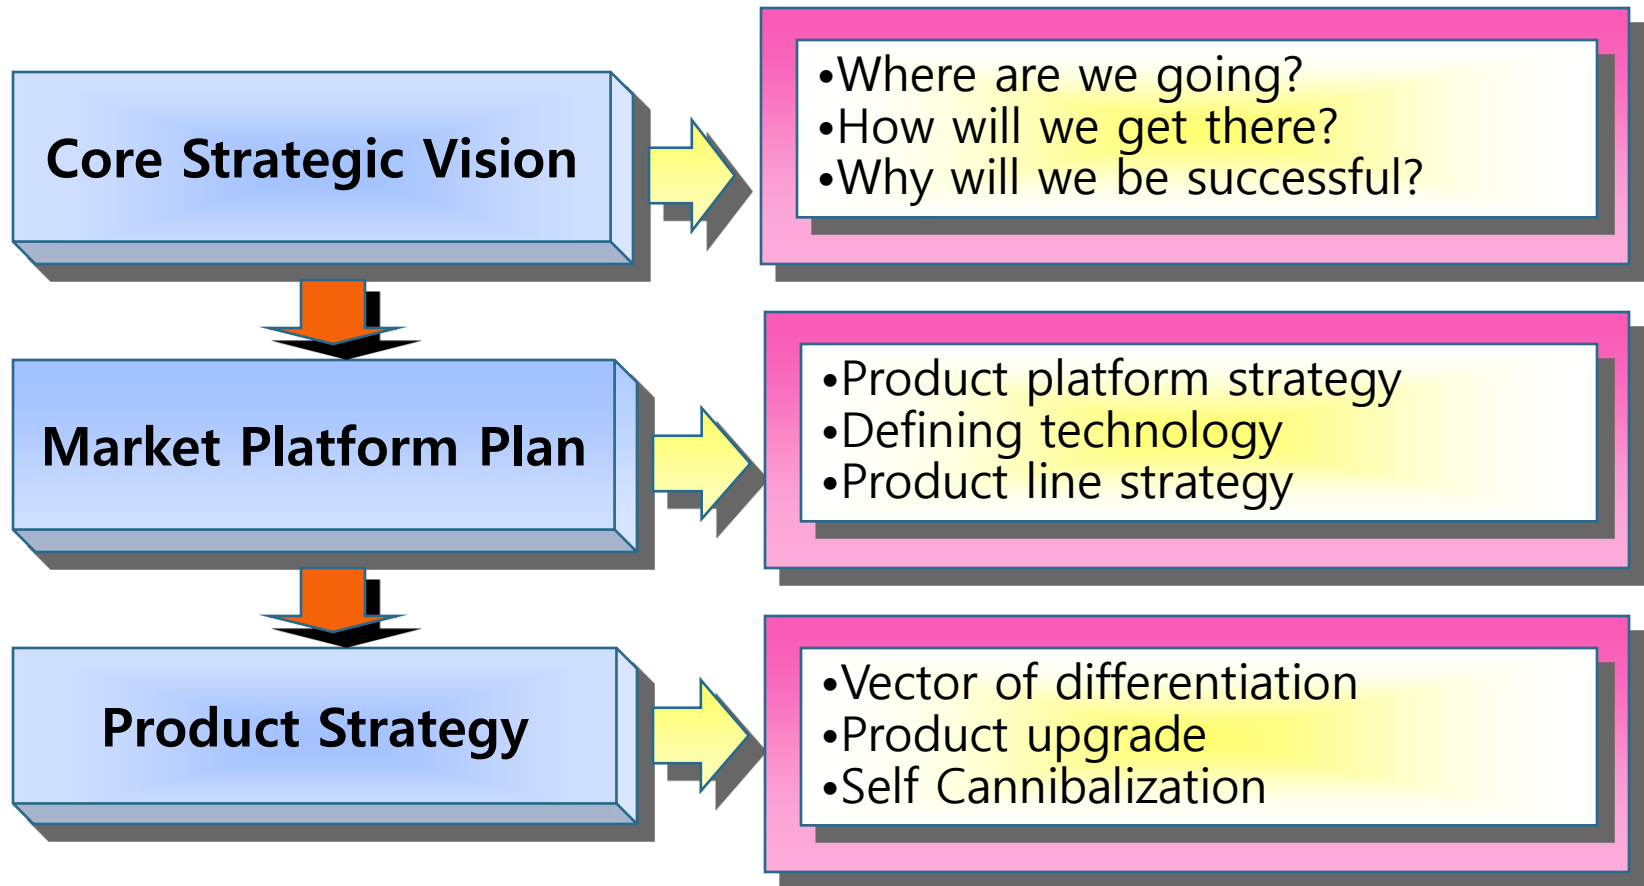 Core Strategic Vision
•Where are we going?
•How will we get there?
•Why will we be successful?
Market Platform Plan
•Product platform strategy
•Defining technology
•Product line strategy
Product Strategy
•Vector of differentiation
•Product upgrade
•Self Cannibalization